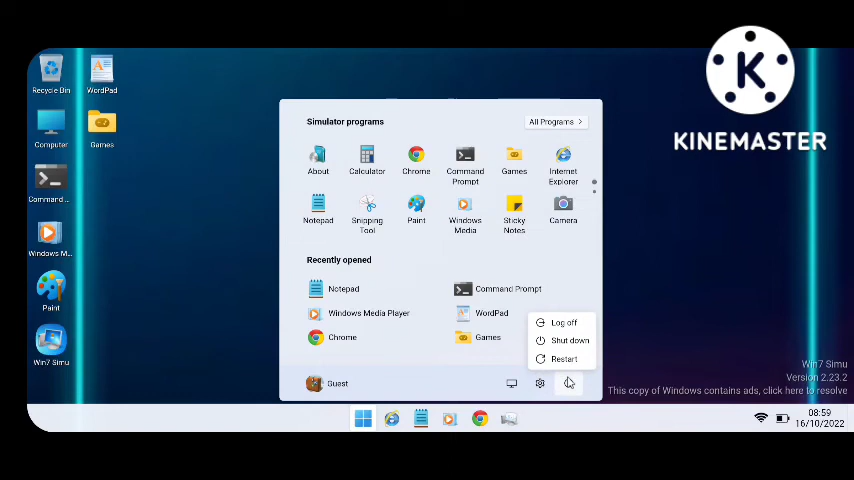 Recycle Bin
WordPad
Computer
Games
Command ...
Windows M...
Paint
Win7 Simu
Simulator programs
All Programs
About
Calculator
Chrome
Command
Prompt
Games
Internet
Explorer
Notepad
Snipping
Tool
Paint
Windows
Media
Sticky
Notes
Camera
Recently opened
Notepad
Command Prompt
Windows Media Player
WordPad
Chrome
Games
Log off
Shut down
Restart
Guest
K
KINEMASTER
Win7 Simu
Version 2.23.2
This copy of Windows contains ads, click here to resolve
08:59
16/10/2022